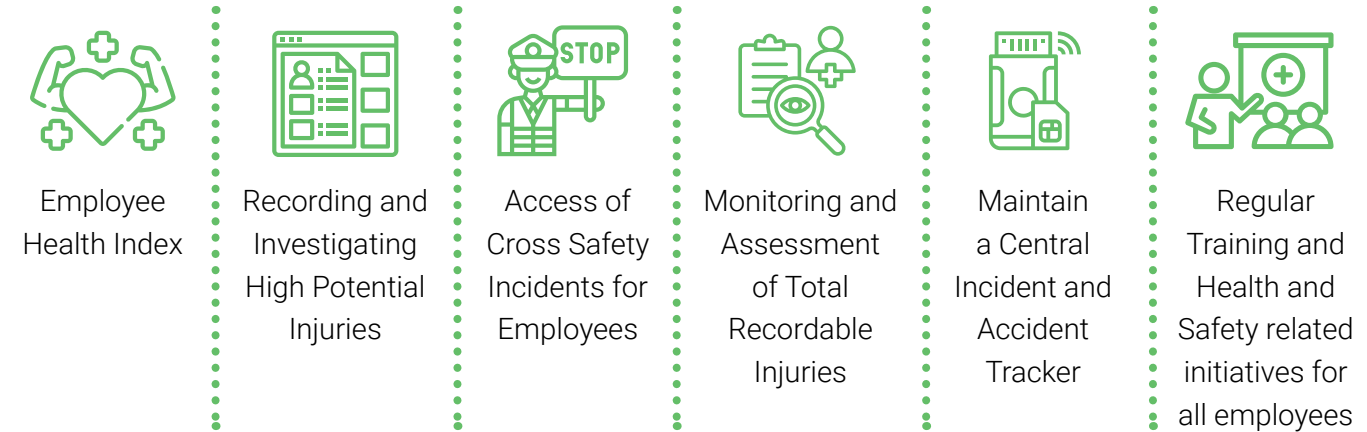 STOP
Employee
Health Index
Recording and
Investigating
High Potential
Injuries
Access of
Cross Safety
Incidents for
Employees
Monitoring and
Assessment
of Total
Recordable
Injuries
Maintain
a Central
Incident and
Accident
Tracker
Regular
Training and
Health and
Safety related
initiatives for
all employees